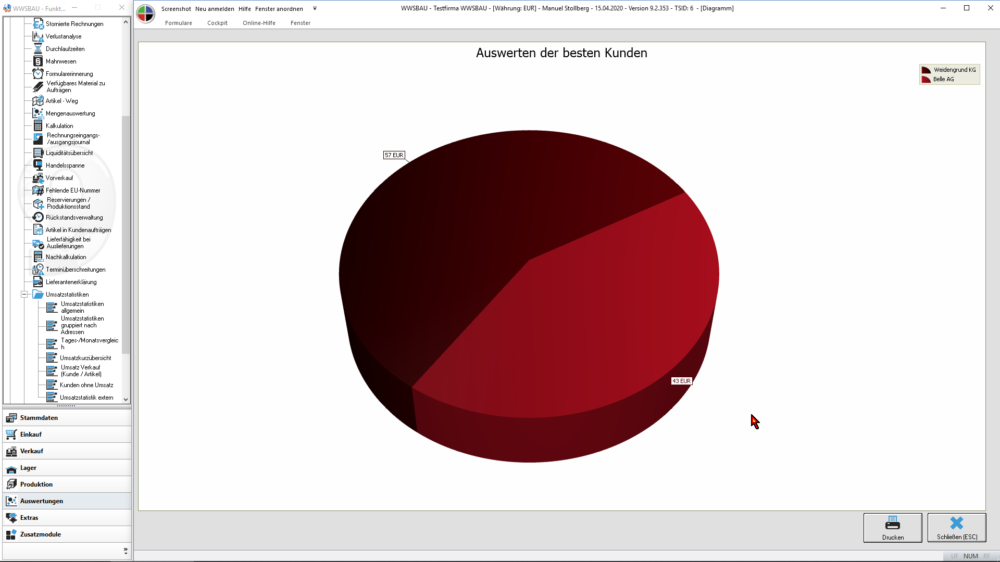 WWSBAU - Funkt...
Stornierte Rechnungen
Verlustanalyse
Durchlaufzeiten
Mahnwesen
Formularerinnerung
Verfügbares Material zu
Aufträgen
Artikel - Weg
Mengenauswertung
Kalkulation
Rechnungseingangs-
/ausgangsjournal
Liquiditätsübersicht
Handelsspanne
Vorverkauf
Fehlende EU-Nummer
Reservierungen /
Produktionsstand
Rückstandsverwaltung
Artikel in Kundenaufträgen
Lieferfähigkeit bei
Auslieferungen
Nachkalkulation
Terminüberschreitungen
Lieferantenerklärung
Umsatzstatistiken
Umsatzstatistiken
allgemein
Umsatzstatistiken
gruppiert nach
Adressen
Tages-/Monatsvergleic
h
Umsatzkurzübersicht
Umsatz Verkauf
(Kunde / Artikel)
Kunden ohne Umsatz
Umsatzstatistik extern
Stammdaten
Einkauf
Verkauf
Lager
Produktion
Auswertungen
Extras
Zusatzmodule
Screenshot Neu anmelden Hilfe Fenster anordnen
WWSBAU - Testfirma WWSBAU - [Währung: EUR] - Manuel Stollberg - 15.04.2020 - Version 9.2.353 - TSID: 6 - [Diagramm]
Formulare Cockpit Online-Hilfe Fenster
Auswerten der besten Kunden
Weidengrund KG
Belle AG
57 EUR
43 EUR
Drucken
Schließen (ESC)
UF NUM RF